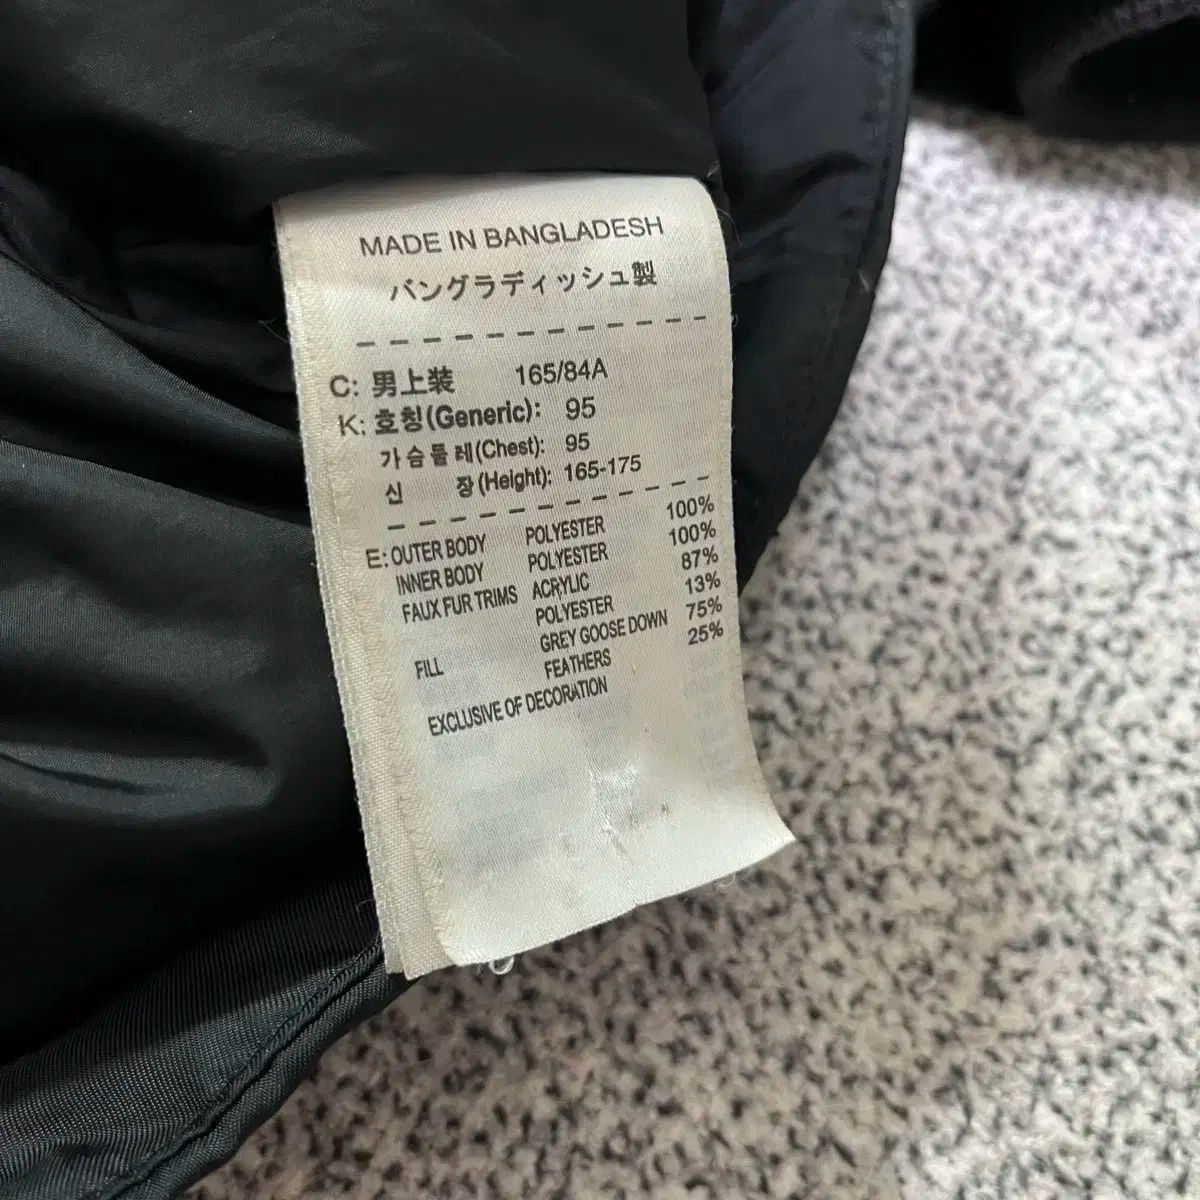 MADE IN BANGLADESH
バングラディッシュ製
C: 男上装 165/84A
K: 호칭(Generic): 95
가슴둘레(Chest): 95
신 장(Height): 165-175
E: OUTER BODY POLYESTER 100%
INNER BODY POLYESTER 100%
FAUX FUR TRIMS ACRYLIC 87%
POLYESTER 13%
FILL GREY GOOSE DOWN 75%
FEATHERS 25%
EXCLUSIVE OF DECORATION